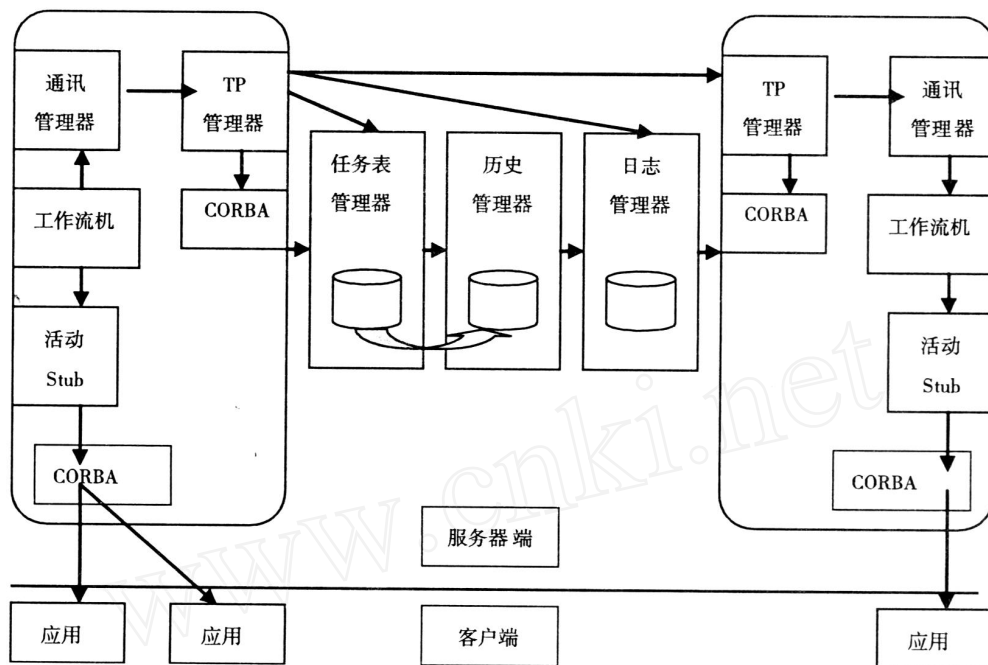 通讯
管理器
TP
管理器
工作流机
CORBA
活动
Stub
CORBA
任务表
管理器
历史
管理器
日志
管理器
TP
管理器
通讯
管理器
CORBA
工作流机
活动
Stub
CORBA
服务器端
应用
应用
客户端
应用
www.cnki.net